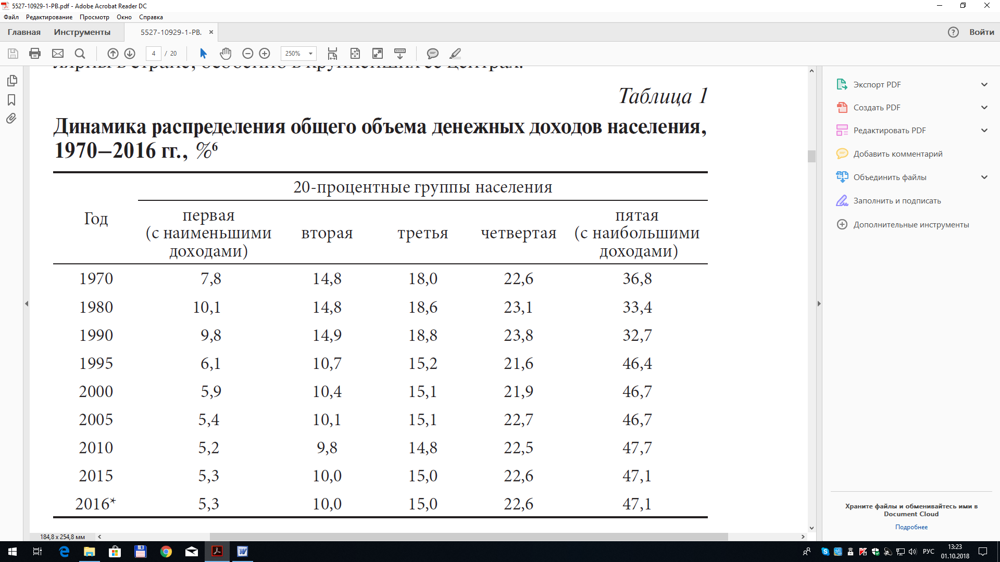 5527-10929-1-PB.pdf - Adobe Acrobat Reader DC
Файл Редактирование Просмотр Окно Справка
Главная Инструменты 5527-10929-1-PB. × Войти
4 / 20 250%
лярны в стране, особенно в крупнейших ее центрах.
Таблица 1
Динамика распределения общего объема денежных доходов населения,
1970–2016 гг., %6
20-процентные группы населения
Год первая (с наименьшими доходами) вторая третья четвертая пятая (с наибольшими доходами)
1970 7,8 14,8 18,0 22,6 36,8
1980 10,1 14,8 18,6 23,1 33,4
1990 9,8 14,9 18,8 23,8 32,7
1995 6,1 10,7 15,2 21,6 46,4
2000 5,9 10,4 15,1 21,9 46,7
2005 5,4 10,1 15,1 22,7 46,7
2010 5,2 9,8 14,8 22,5 47,7
2015 5,3 10,0 15,0 22,6 47,1
2016* 5,3 10,0 15,0 22,6 47,1
184,8 x 254,8 мм
Экспорт PDF
Создать PDF
Редактировать PDF
Добавить комментарий
Объединить файлы
Заполнить и подписать
Дополнительные инструменты
Храните файлы и обменивайтесь ими в
Document Cloud
Подробнее
РУС
13:23
01.10.2018